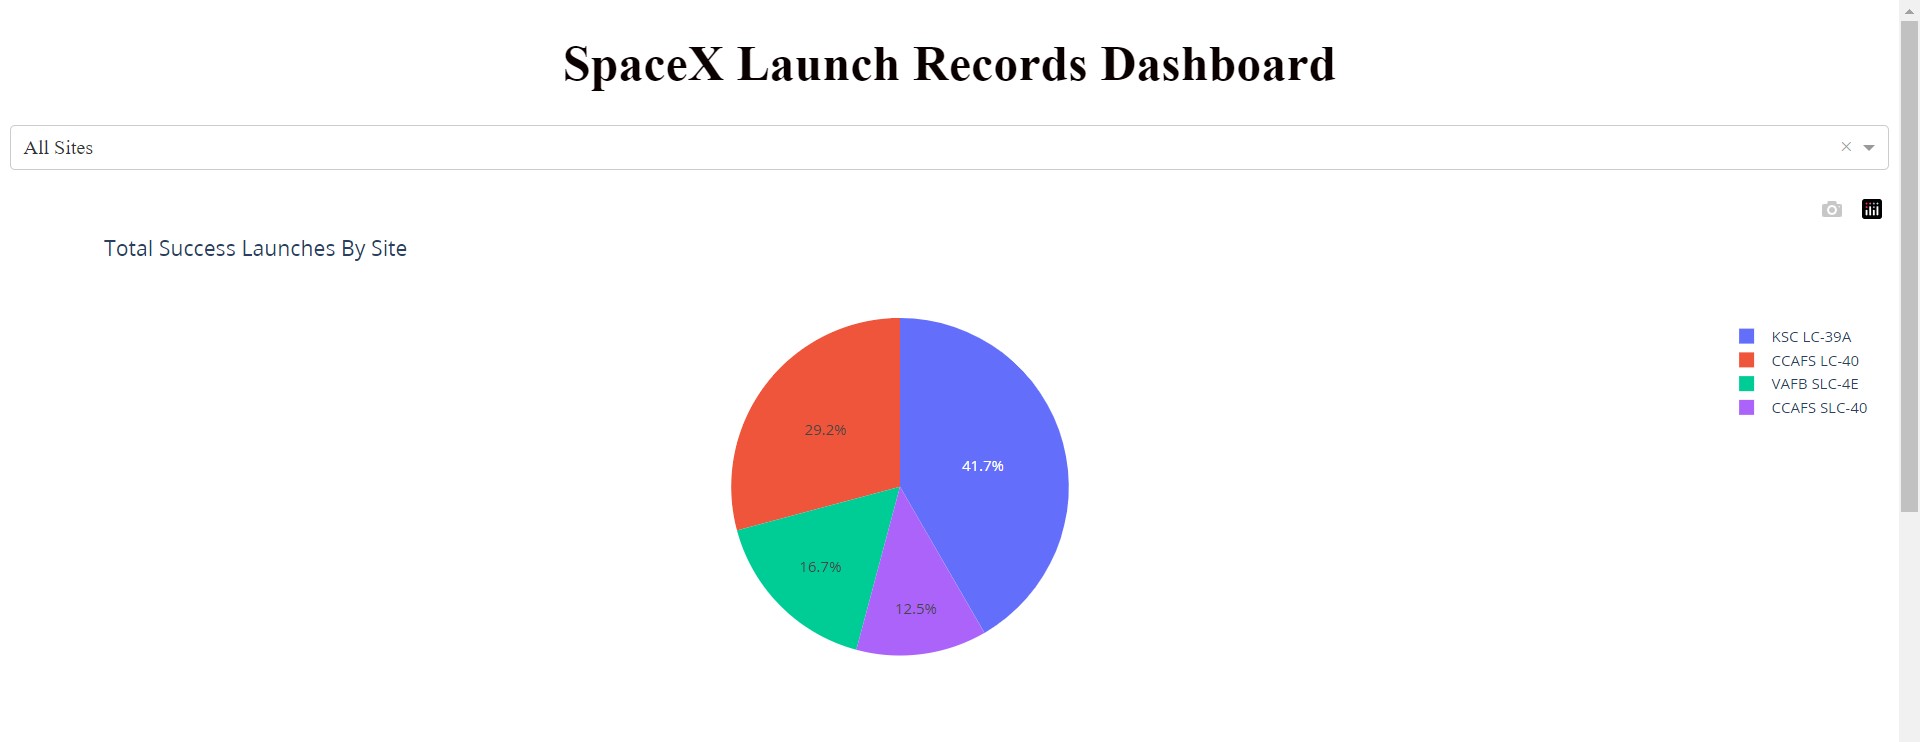 SpaceX Launch Records Dashboard
All Sites
Total Success Launches By Site
KSC LC-39A
CCAFS LC-40
VAFB SLC-4E
CCAFS SLC-40
29.2%
41.7%
16.7%
12.5%